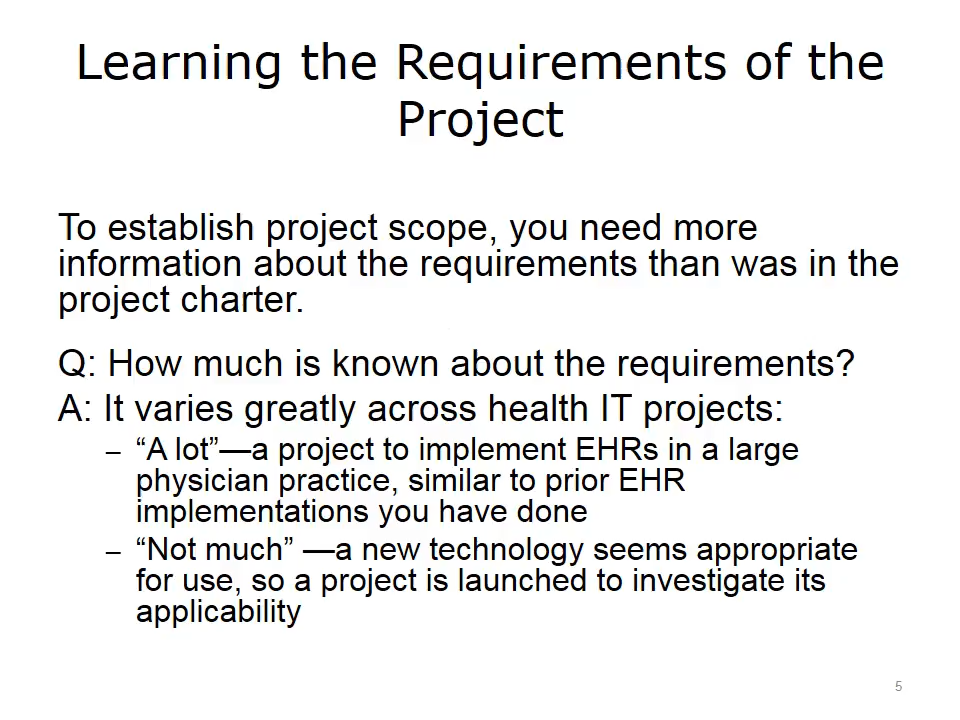 Learning the Requirements of the
Project
To establish project scope, you need more
information about the requirements than was in the
project charter.
Q: How much is known about the requirements?
A: It varies greatly across health IT projects:
– “A lot”—a project to implement EHRs in a large
physician practice, similar to prior EHR
implementations you have done
– “Not much” —a new technology seems appropriate
for use, so a project is launched to investigate its
applicability
5